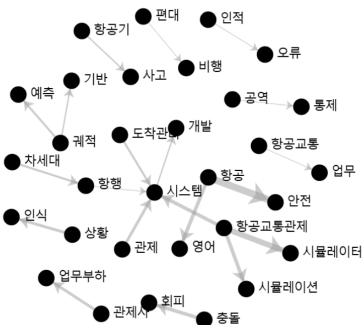 편대
인적
항공기
오류
기반
사고
비행
예측
공역
통제
궤적
도착관리
개발
항공교통
차세대
항행
시스템
항공
업무
안전
인식
상황
관제
영어
항공교통관제
시뮬레이터
업무부하
시뮬레이션
관제사
회피
충돌